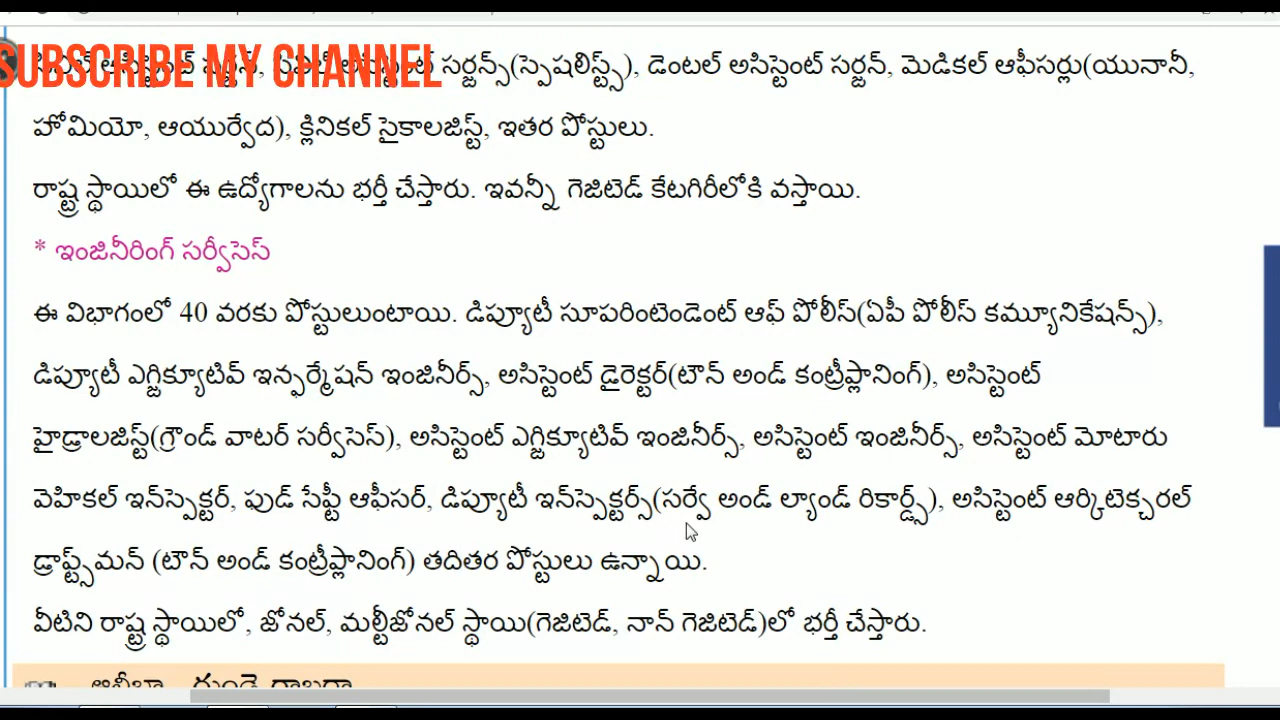 SUBSCRIBE MY CHANNEL
సర్జన్స్(స్పెషలిస్ట్స్), డెంటల్ అసిస్టెంట్ సర్జన్, మెడికల్ ఆఫీసర్లు(యునానీ,
హోమియో, ఆయుర్వేద), క్లినికల్ సైకాలజిస్ట్, ఇతర పోస్టులు.
రాష్ట్ర స్థాయిలో ఈ ఉద్యోగాలను భర్తీ చేస్తారు. ఇవన్నీ గెజిటెడ్ కేటగిరీలోకి వస్తాయి.
* ఇంజినీరింగ్ సర్వీసెస్
ఈ విభాగంలో 40 వరకు పోస్టులుంటాయి. డిప్యూటీ సూపరింటెండెంట్ ఆఫ్ పోలీస్(ఏపీ పోలీస్ కమ్యూనికేషన్స్),
డిప్యూటీ ఎగ్జిక్యూటివ్ ఇన్ఫర్మేషన్ ఇంజినీర్స్, అసిస్టెంట్ డైరెక్టర్(టౌన్ అండ్ కంట్రీప్లానింగ్), అసిస్టెంట్
హైడ్రాలజిస్ట్(గ్రౌండ్ వాటర్ సర్వీసెస్), అసిస్టెంట్ ఎగ్జిక్యూటివ్ ఇంజినీర్స్, అసిస్టెంట్ ఇంజినీర్స్, అసిస్టెంట్ మోటారు
వెహికల్ ఇన్‌స్పెక్టర్, ఫుడ్ సేఫ్టీ ఆఫీసర్, డిప్యూటీ ఇన్‌స్పెక్టర్స్(సర్వే అండ్ ల్యాండ్ రికార్డ్స్), అసిస్టెంట్ ఆర్కిటెక్చరల్
డ్రాఫ్ట్స్‌మన్ (టౌన్ అండ్ కంట్రీప్లానింగ్) తదితర పోస్టులు ఉన్నాయి.
వీటిని రాష్ట్ర స్థాయిలో, జోనల్, మల్టీజోనల్ స్థాయి(గెజిటెడ్, నాన్ గెజిటెడ్)లో భర్తీ చేస్తారు.